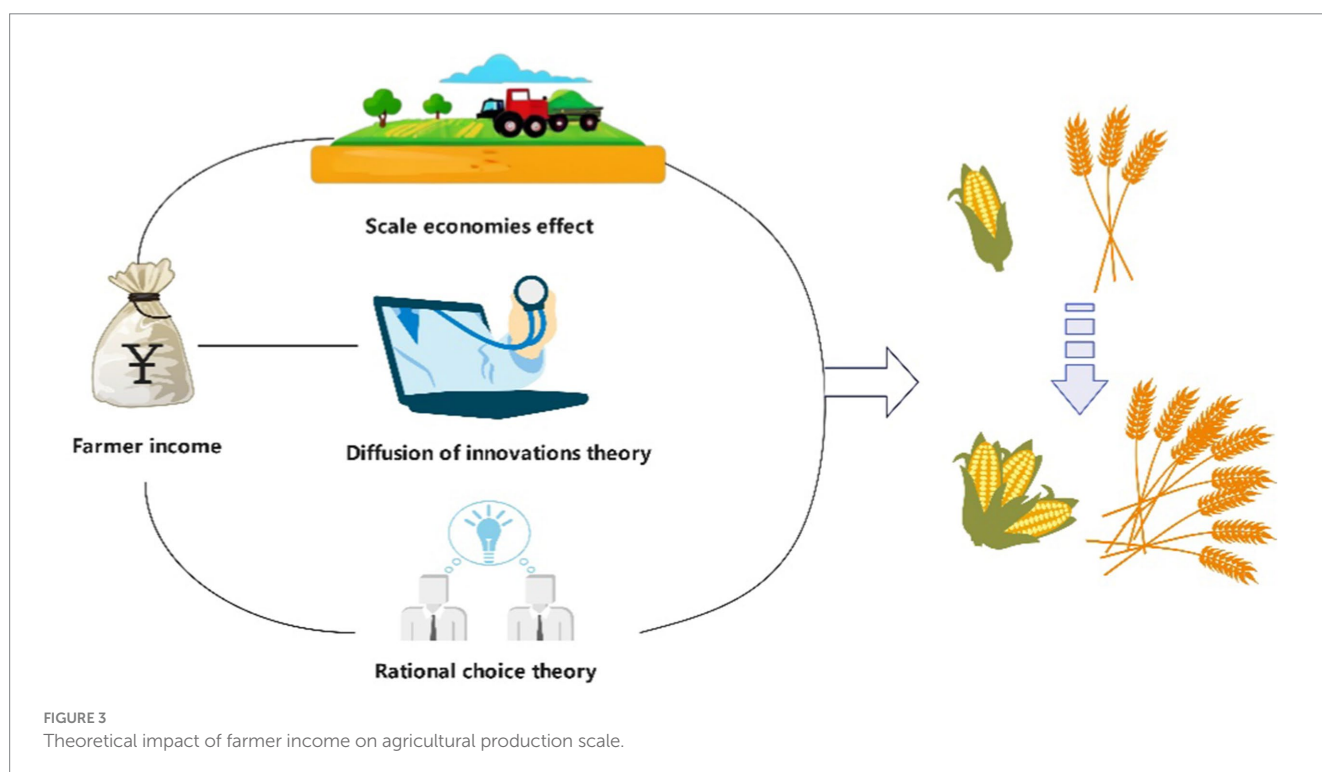 Scale economies effect
¥
Farmer income
Diffusion of innovations theory
Rational choice theory
FIGURE 3
Theoretical impact of farmer income on agricultural production scale.